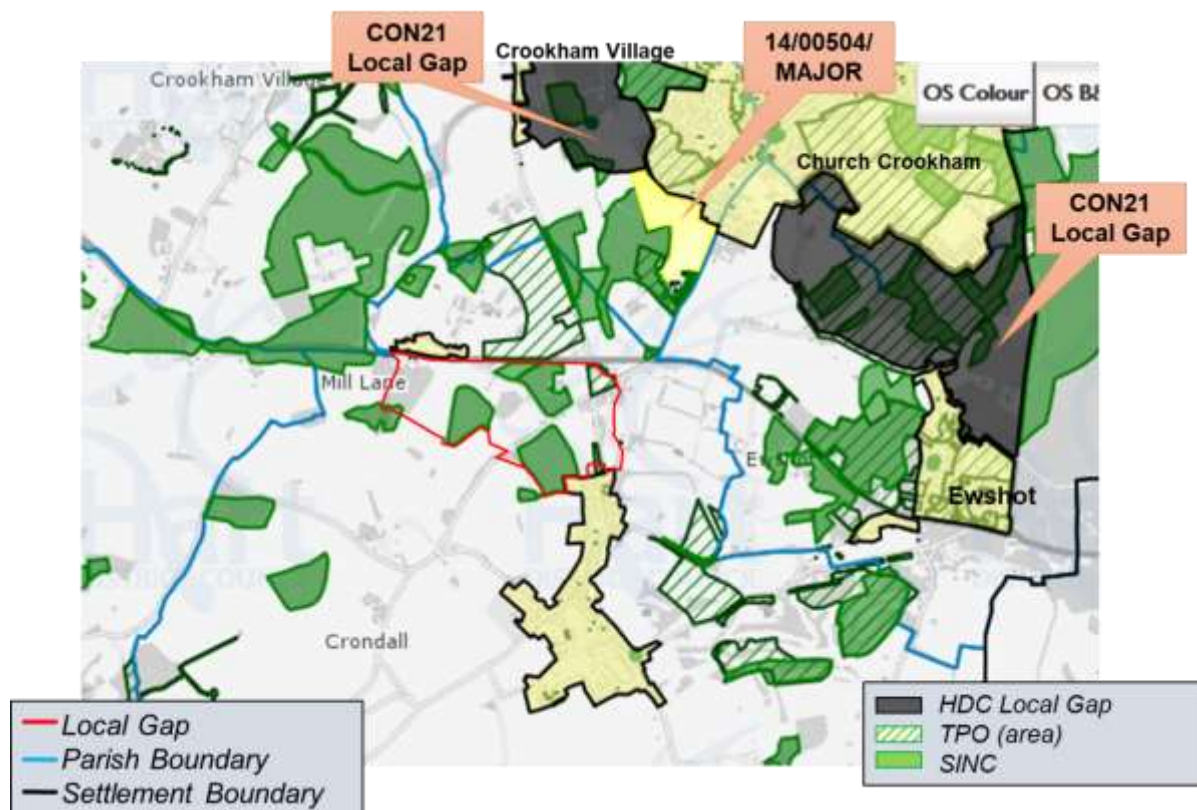 CON21
Local Gap
Crookham Village
14/00504/
MAJOR
Crookham Village
OS Colour
Church Crookham
CON21
Local Gap
Mill Lane
Ewshot
Crondall
Hart
Local Gap
Parish Boundary
Settlement Boundary
HDC Local Gap
TPO (area)
SINC